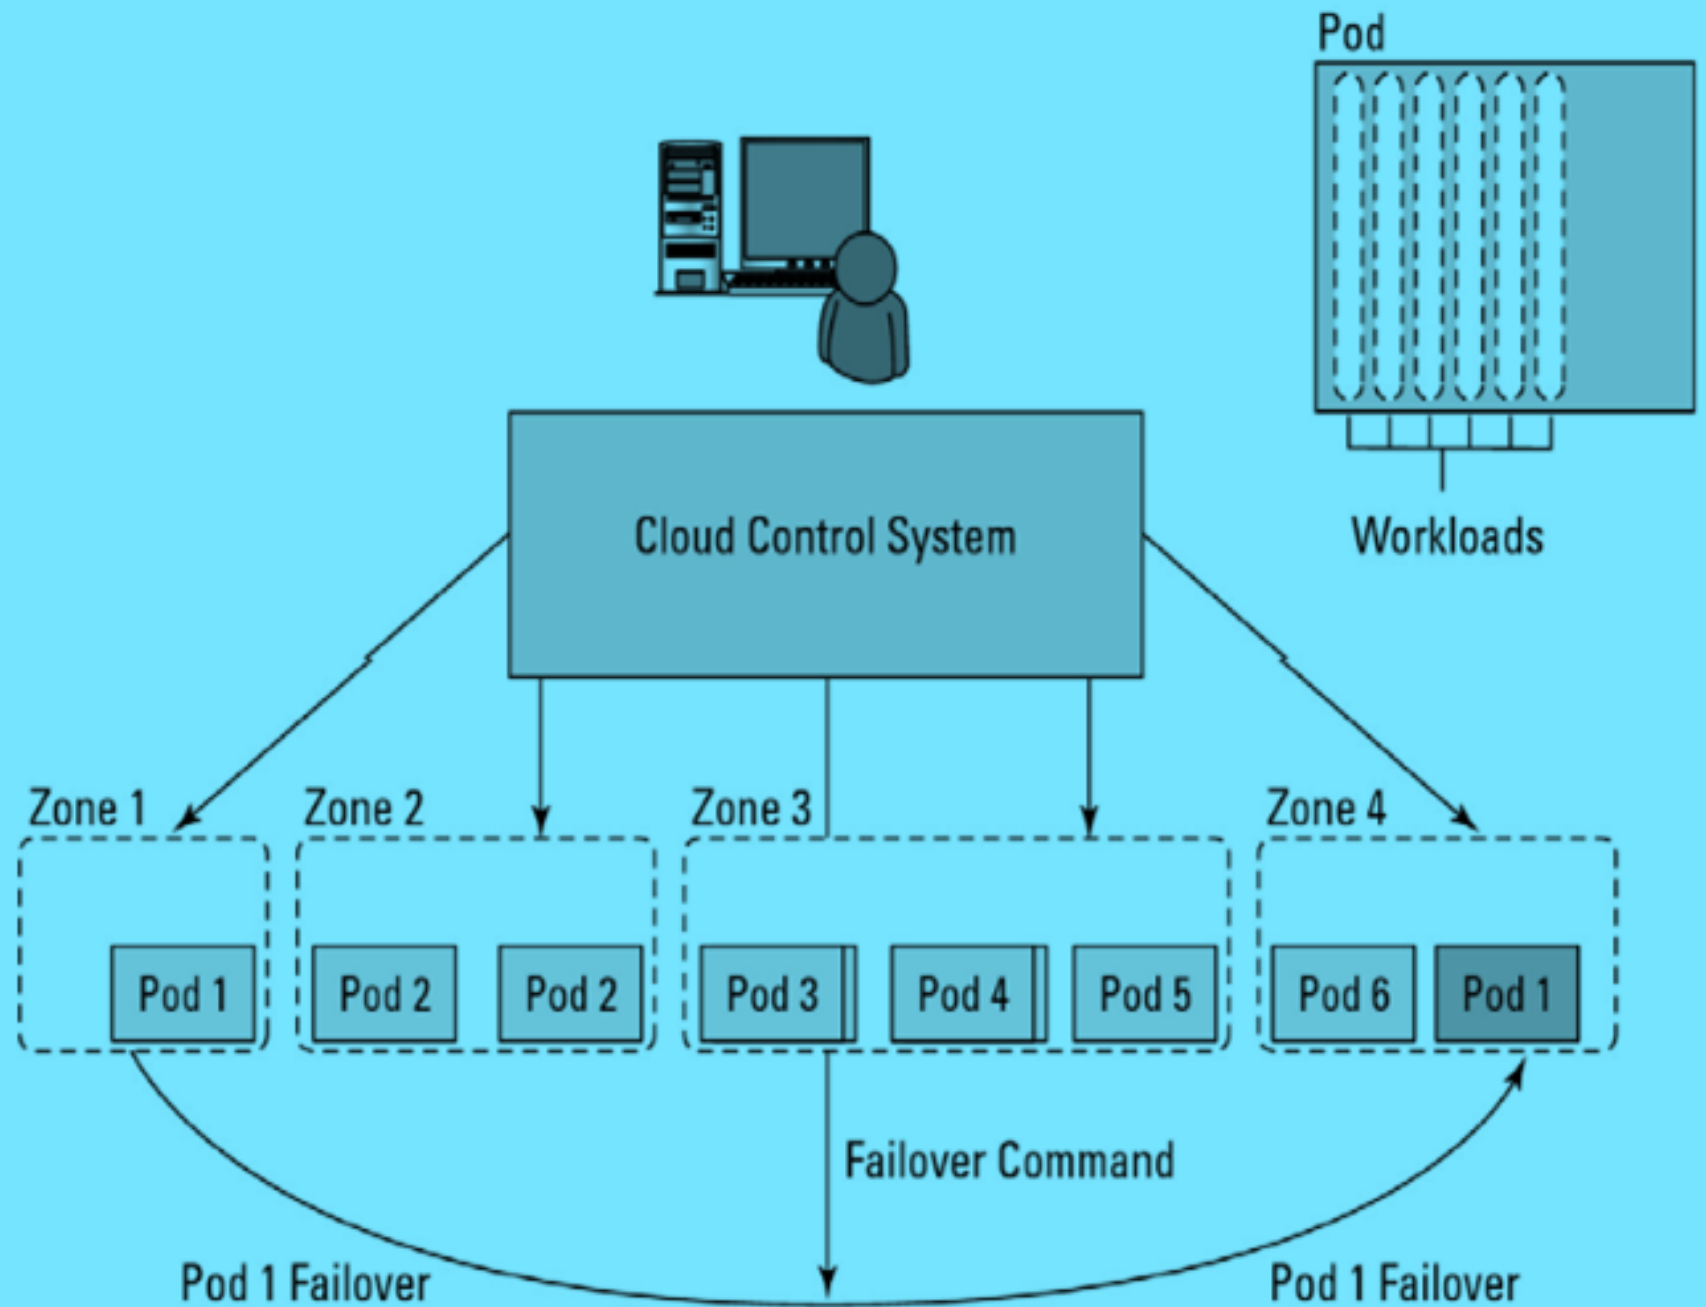 Pod
Workloads
Cloud Control System
Zone 1
Zone 2
Zone 3
Zone 4
Pod 1
Pod 2
Pod 2
Pod 3
Pod 4
Pod 5
Pod 6
Pod 1
Failover Command
Pod 1 Failover
Pod 1 Failover